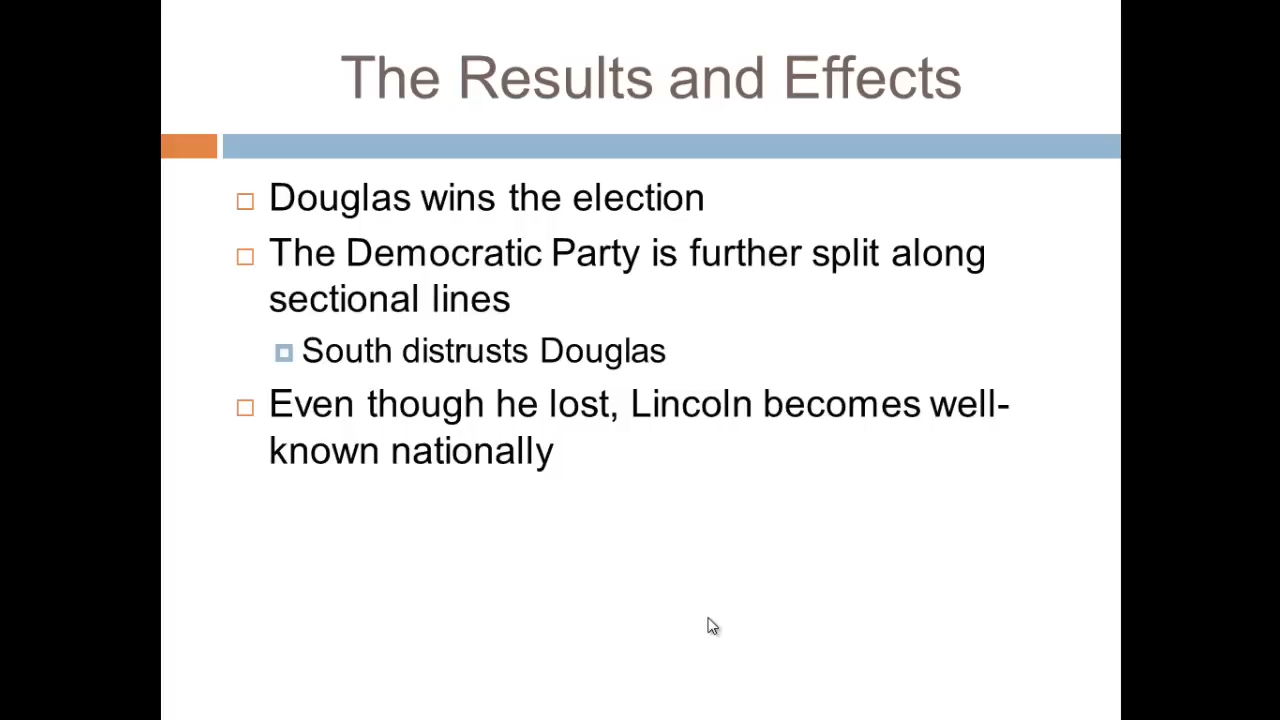 The Results and Effects
Douglas wins the election
The Democratic Party is further split along
sectional lines
South distrusts Douglas
Even though he lost, Lincoln becomes well-
known nationally